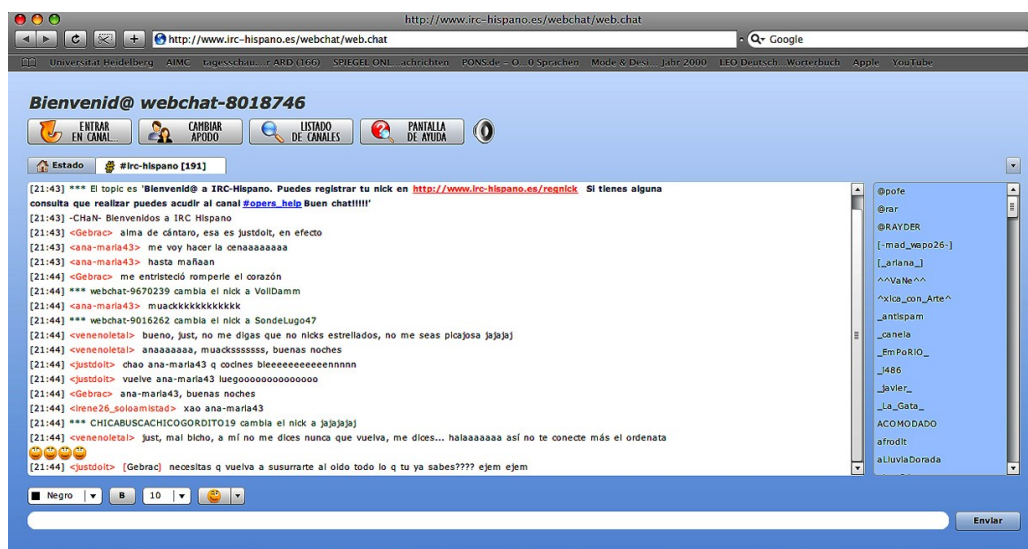 http://www.irc-hispano.es/webchat/web.chat
http://www.irc-hispano.es/webchat/web.chat
Google
Universität Heidelberg AIMC tagesschau...r ARD (166) SPIEGEL ONL...achrichten PONS.de – O...0 Sprachen Mode & Desi... Jahr 2000 LEO Deutsch...Wörterbuch Apple YouTube
Bienvenid@ webchat-8018746
ENTRAR
EN CANAL...
CAMBIAR
APODO
LISTADO
DE CANALES
PANTALLA
DE AYUDA
Estado
#irc-hispano [191]
[21:43] *** El topic es 'Bienvenid@ a IRC-Hispano. Puedes registrar tu nick en http://www.irc-hispano.es/regnick Si tienes alguna
consulta que realizar puedes acudir al canal #opers_help Buen chat!!!!!'
[21:43] -CHaN- Bienvenidos a IRC Hispano
[21:43] <Gebrac> alma de cántaro, esa es justdoit, en efecto
[21:43] <ana-maria43> me voy hacer la cenaaaaaaaa
[21:43] <ana-maria43> hasta mañaan
[21:44] <Gebrac> me entristeció romperle el corazón
[21:44] *** webchat-9670239 cambia el nick a VollDamm
[21:44] <ana-maria43> muackkkkkkkkkkk
[21:44] *** webchat-9016262 cambia el nick a SondeLugo47
[21:44] <venenoletal> bueno, just, no me digas que no nicks estrellados, no me seas picajosa jajajaj
[21:44] <venenoletal> anaaaaaaa, muacksssssss, buenas noches
[21:44] <justdoit> chao ana-maria43 q cocines bieeeeeeeeeennnnn
[21:44] <justdoit> vuelve ana-maria43 luegoooooooooooooo
[21:44] <Gebrac> ana-maria43, buenas noches
[21:44] <irene26_soloamistad> xao ana-maria43
[21:44] *** CHICABUSCACHICOGORDITO19 cambia el nick a jajajajaj
[21:44] <venenoletal> just, mal bicho, a mí no me dices nunca que vuelva, me dices... halaaaaaaa así no te conecte más el ordenata
[21:44] <justdoit> [Gebrac] necesitas q vuelva a susurrarte al oido todo lo q tu ya sabes???? ejem ejem
@pofe
@rar
@RAYDER
[-mad_wapo26-]
[_ariana_]
^^VaNe^^
^xica_con_Arte^
_antispam
_canela
_EmPoRIO_
_i486
_javier_
_La_Gata_
ACOMODADO
afrodit
aLluviaDorada
Negro
B
10
Enviar